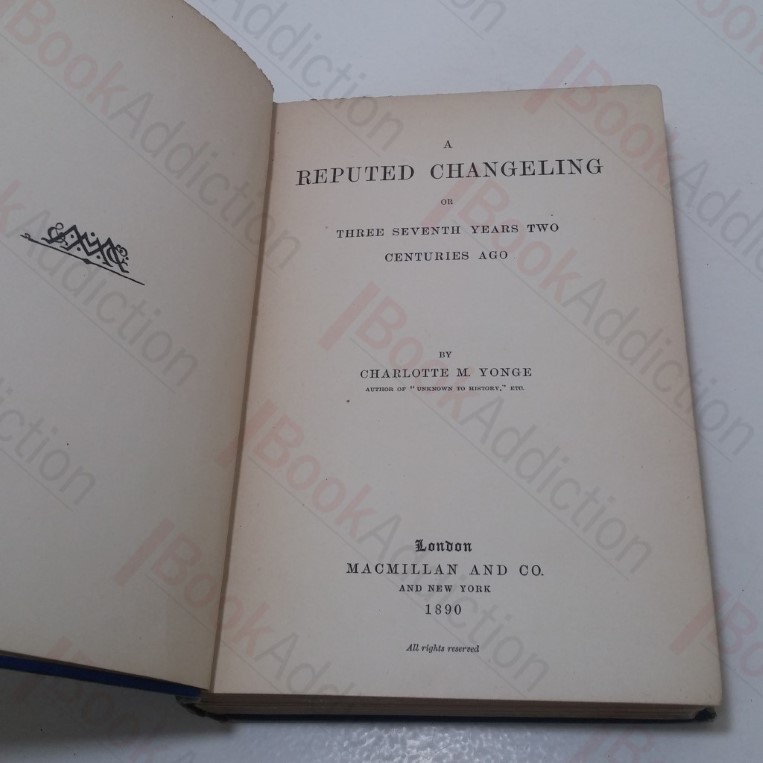 A
REPUTED CHANGELING
OR
THREE SEVENTH YEARS TWO
CENTURIES AGO
BY
CHARLOTTE M. YONGE
AUTHOR OF "UNKNOWN TO HISTORY," ETC.
London
MACMILLAN AND CO.
AND NEW YORK
1890
All rights reserved
BookAddiction